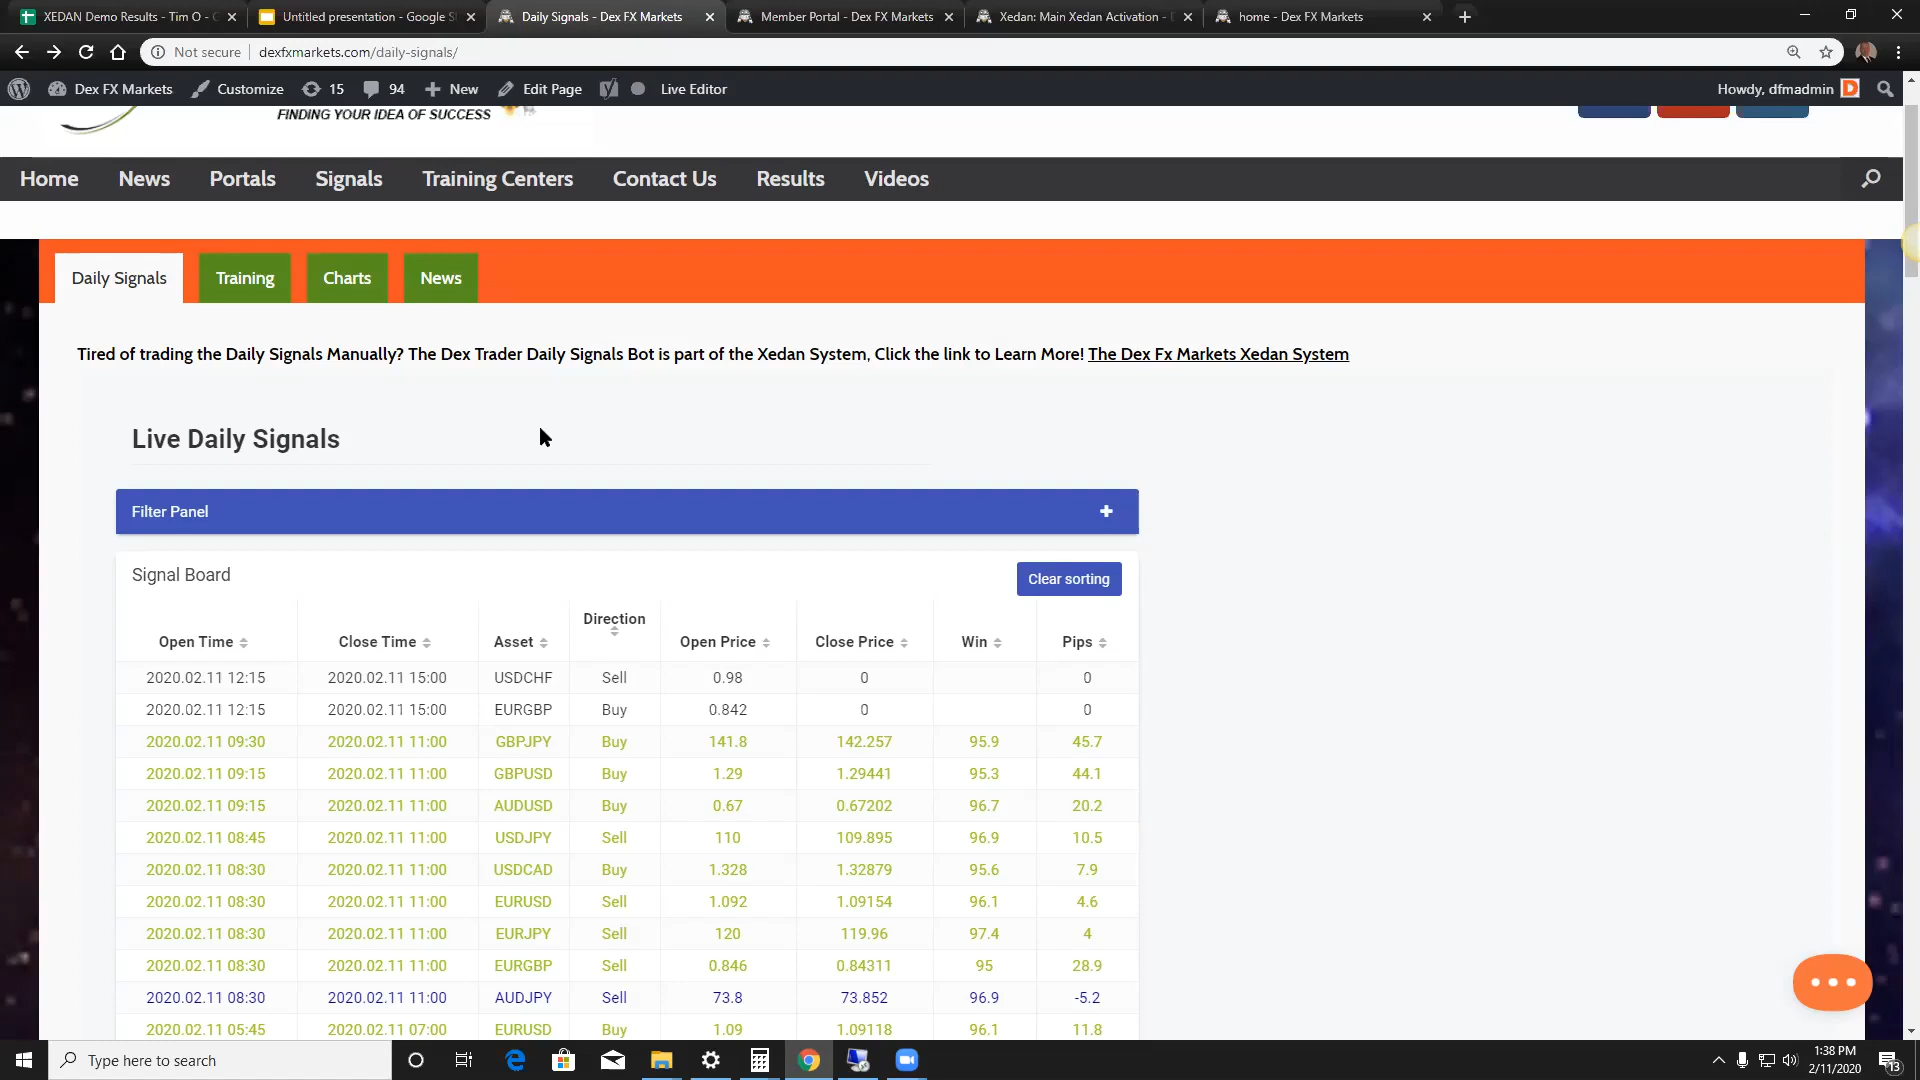 XEDAN Demo Results - Tim O - G
Untitled presentation - Google Sl
Daily Signals - Dex FX Markets
Member Portal - Dex FX Markets
Xedan: Main Xedan Activation - D
home - Dex FX Markets
Not secure
dexfxmarkets.com/daily-signals/
Dex FX Markets
Customize
15
94
New
Edit Page
Live Editor
Howdy, dfmadmin
FINDING YOUR IDEA OF SUCCESS
Home News Portals Signals Training Centers Contact Us Results Videos
Daily Signals Training Charts News
Tired of trading the Daily Signals Manually? The Dex Trader Daily Signals Bot is part of the Xedan System, Click the link to Learn More! The Dex Fx Markets Xedan System
Live Daily Signals
Filter Panel +
Signal Board
Clear sorting
Open Time Close Time Asset Direction Open Price Close Price Win Pips
2020.02.11 12:15 2020.02.11 15:00 USDCHF Sell 0.98 0 0
2020.02.11 12:15 2020.02.11 15:00 EURGBP Buy 0.842 0 0
2020.02.11 09:30 2020.02.11 11:00 GBPJPY Buy 141.8 142.257 95.9 45.7
2020.02.11 09:15 2020.02.11 11:00 GBPUSD Buy 1.29 1.29441 95.3 44.1
2020.02.11 09:15 2020.02.11 11:00 AUDUSD Buy 0.67 0.67202 96.7 20.2
2020.02.11 08:45 2020.02.11 11:00 USDJPY Sell 110 109.895 96.9 10.5
2020.02.11 08:30 2020.02.11 11:00 USDCAD Buy 1.328 1.32879 95.6 7.9
2020.02.11 08:30 2020.02.11 11:00 EURUSD Sell 1.092 1.09154 96.1 4.6
2020.02.11 08:30 2020.02.11 11:00 EURJPY Sell 120 119.96 97.4 4
2020.02.11 08:30 2020.02.11 11:00 EURGBP Sell 0.846 0.84311 95 28.9
2020.02.11 08:30 2020.02.11 11:00 AUDJPY Sell 73.8 73.852 96.9 -5.2
2020.02.11 05:45 2020.02.11 07:00 EURUSD Buy 1.09 1.09118 96.1 11.8
Type here to search
1:38 PM
2/11/2020
13